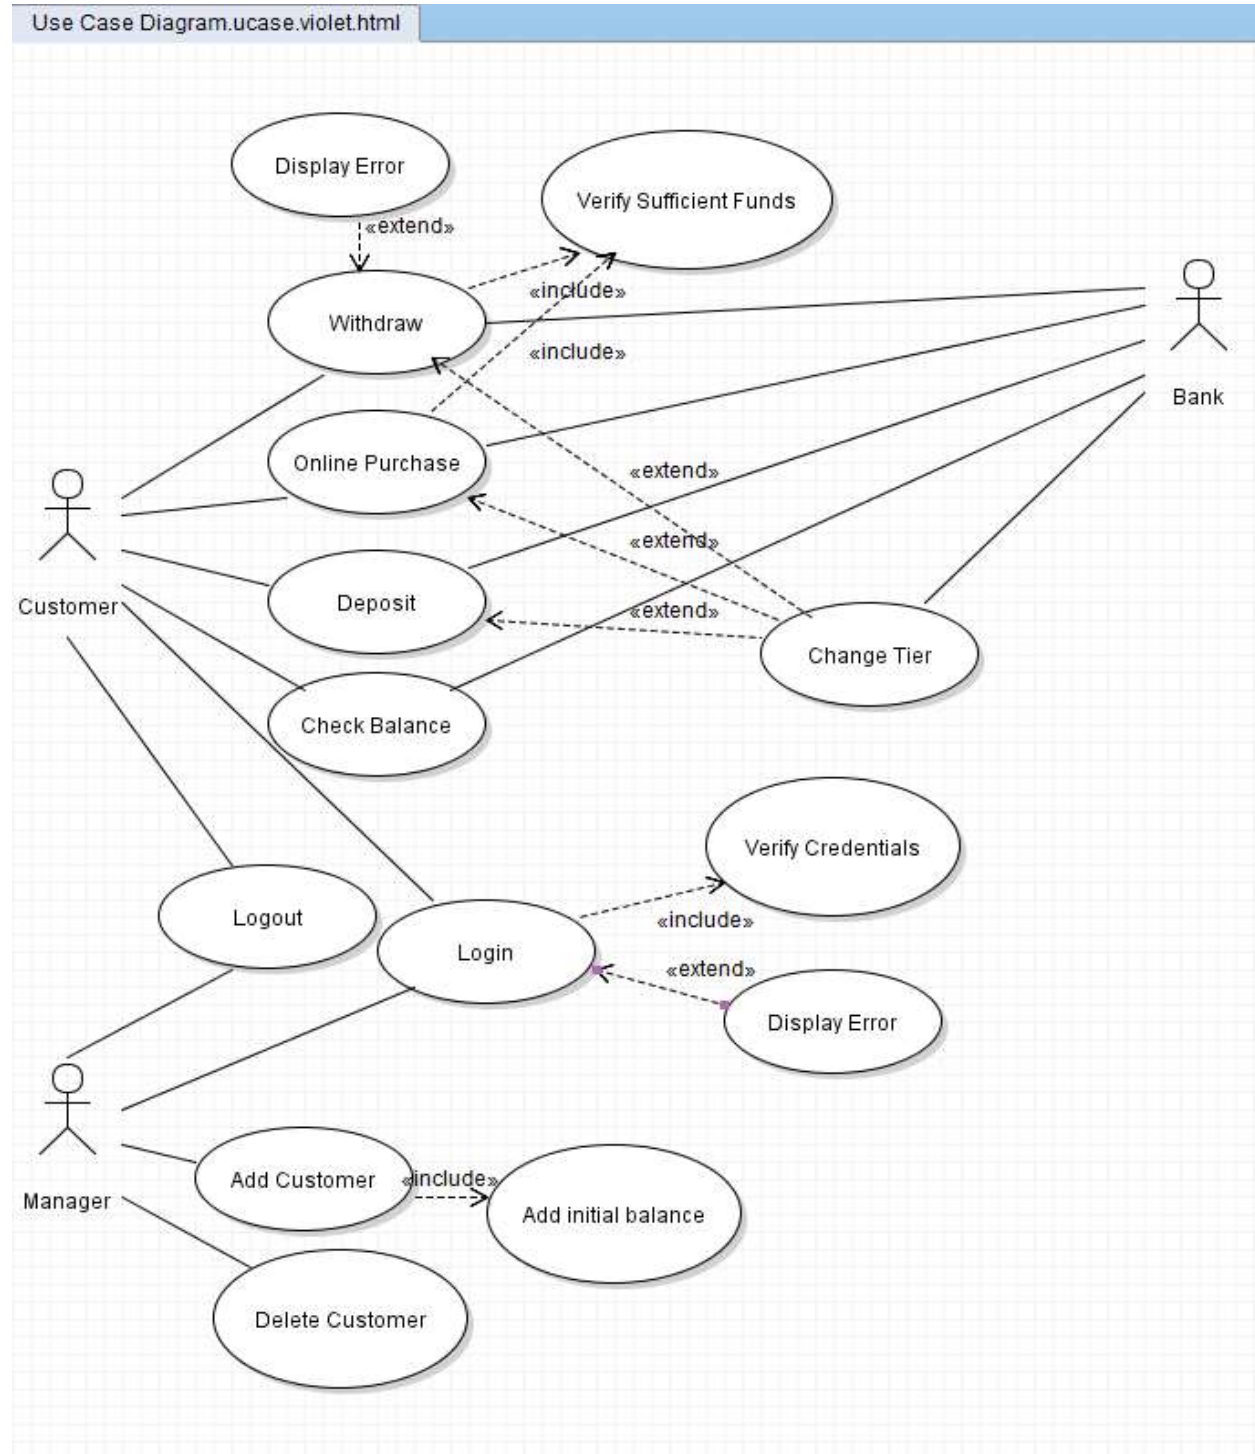 Use Case Diagram.ucase.violet.html
Display Error
Verify Sufficient Funds
«extend»
«include»
Withdraw
«include»
Bank
Online Purchase
«extend»
«extend»
Customer
Deposit
«extend»
Change Tier
Check Balance
Verify Credentials
Logout
«include»
Login
«extend»
Display Error
Add Customer
«include»
Manager
Add initial balance
Delete Customer